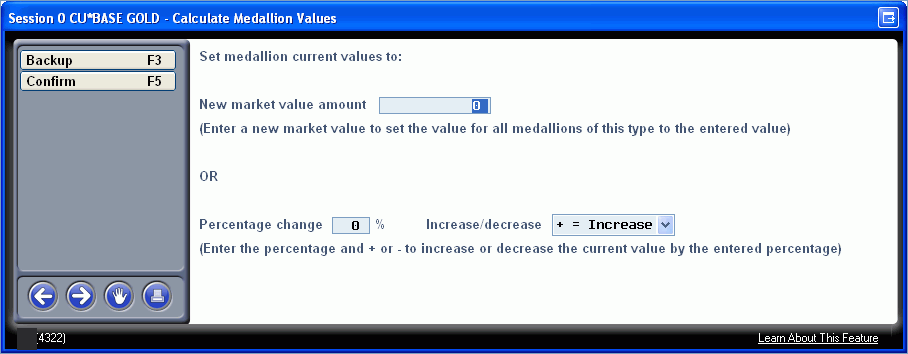 Session 0 CU*BASE GOLD - Calculate Medallion Values
Backup F3
Confirm F5
Set medallion current values to:
New market value amount 0
(Enter a new market value to set the value for all medallions of this type to the entered value)
OR
Percentage change 0 % Increase/decrease + = Increase
(Enter the percentage and + or - to increase or decrease the current value by the entered percentage)
(4322)
Learn About This Feature